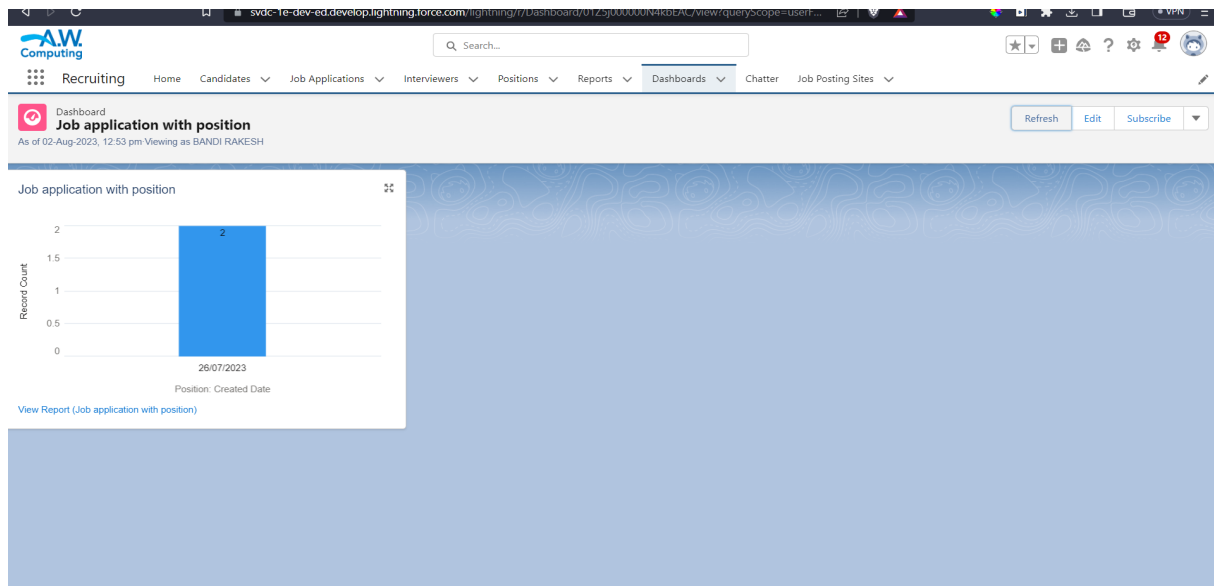 svdc-1e-dev-ed.develop.lightning.force.com/lightning/r/Dashboard/01Z5j000000N4kbEAC/view?queryScope=userF...
VPN
A.W.
Computing
Search...
12
Recruiting Home Candidates Job Applications Interviewers Positions Reports Dashboards Chatter Job Posting Sites
Dashboard
Job application with position
As of 02-Aug-2023, 12:53 pm·Viewing as BANDI RAKESH
Refresh Edit Subscribe
Job application with position
2
2
1.5
1
0.5
0
Record Count
26/07/2023
Position: Created Date
View Report (Job application with position)